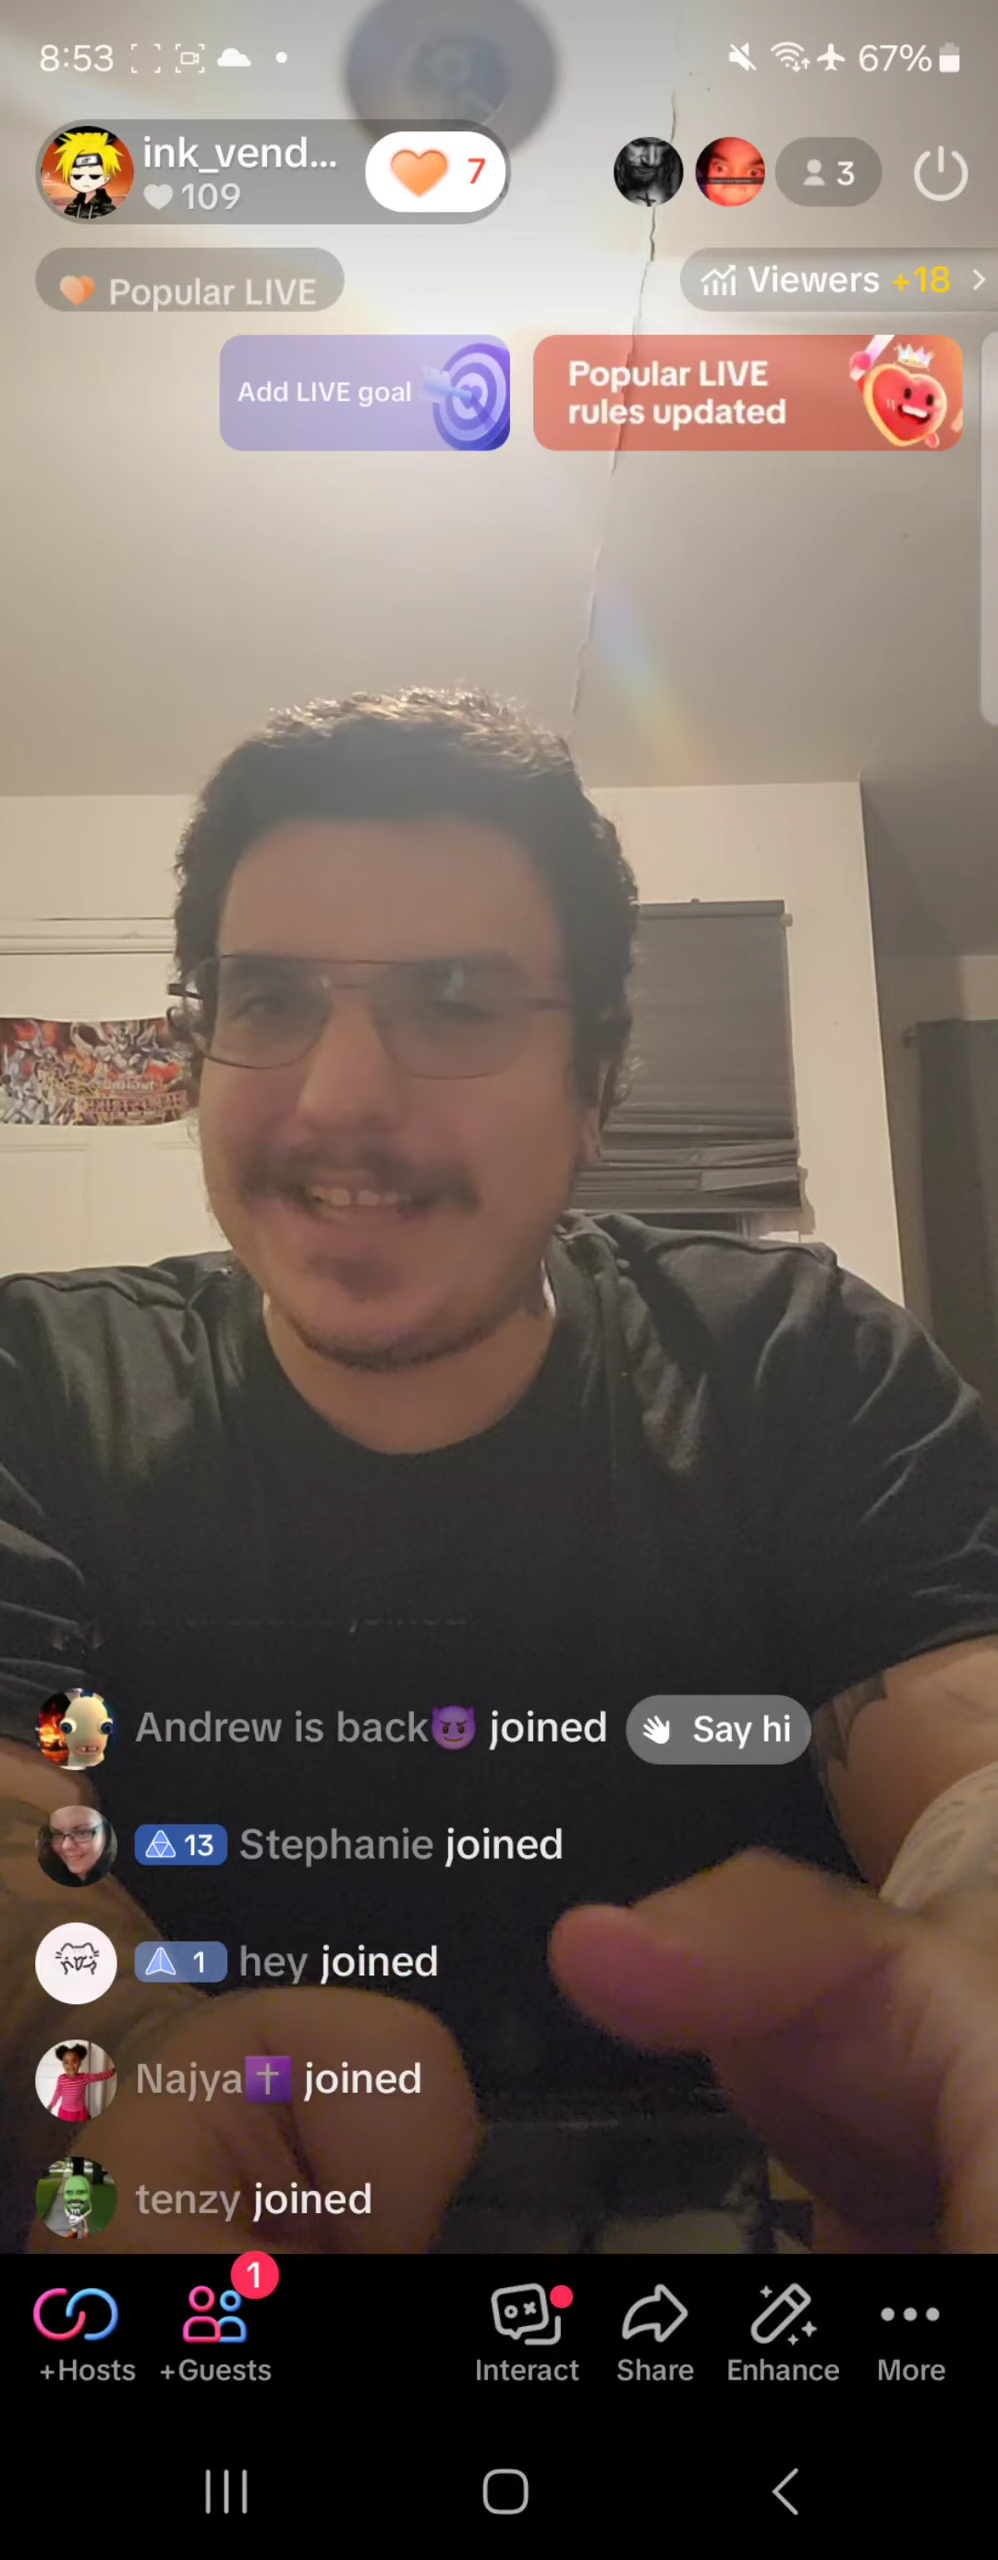 8:53
67%
ink_vend...
109
7
3
Popular LIVE
Viewers +18 >
Add LIVE goal
Popular LIVE
rules updated
Andrew is back😈 joined
Say hi
13 Stephanie joined
1 hey joined
Najya✝️ joined
tenzy joined
1
+Hosts
+Guests
Interact
Share
Enhance
More